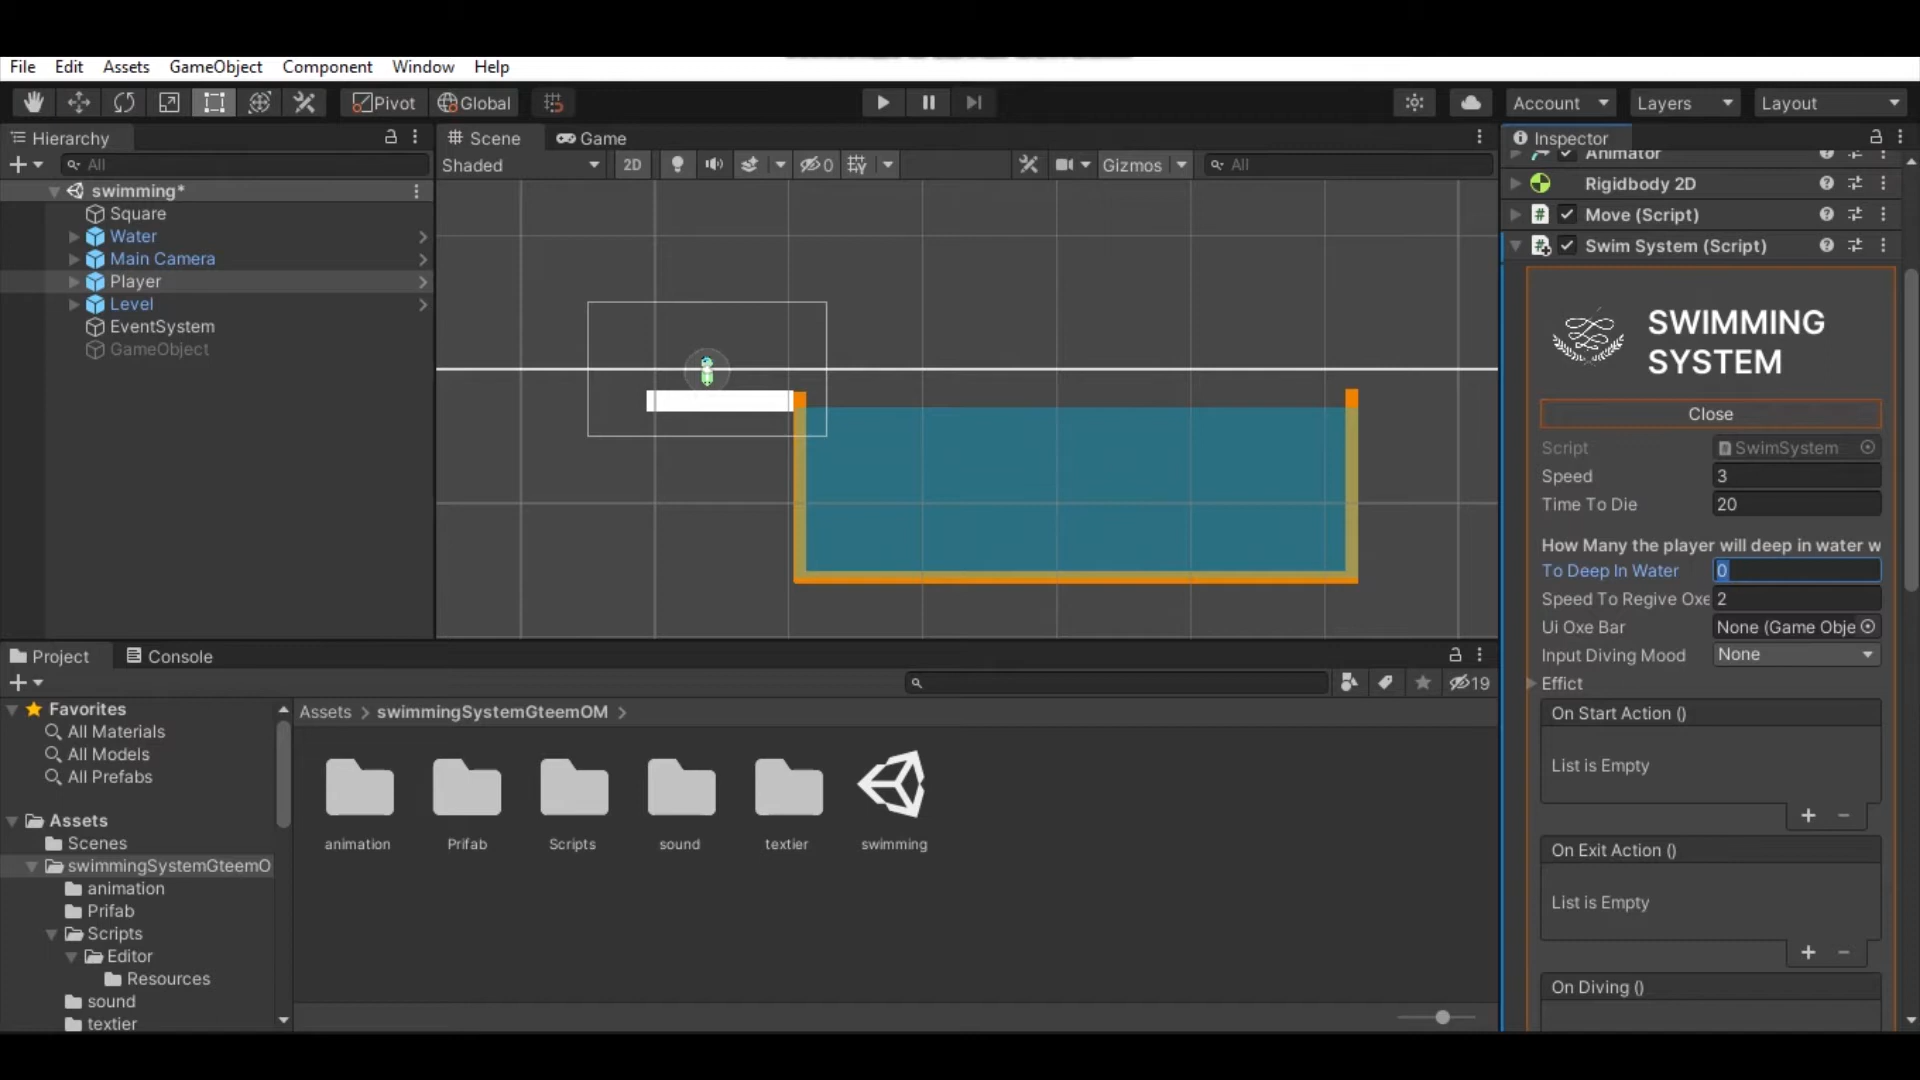 File Edit Assets GameObject Component Window Help
Pivot Global Account Layers Layout
Hierarchy
All
swimming*
Square
Water
Main Camera
Player
Level
EventSystem
GameObject
Scene Game
Shaded 2D 0 Gizmos All
Inspector
Animator
Rigidbody 2D
Move (Script)
Swim System (Script)
SWIMMING
SYSTEM
Close
Script SwimSystem
Speed 3
Time To Die 20
How Many the player will deep in water w
To Deep In Water 0
Speed To Regive Oxe 2
Ui Oxe Bar None (Game Obje
Input Diving Mood None
Effict
On Start Action ()
List is Empty
On Exit Action ()
List is Empty
On Diving ()
Project Console
19
Favorites
All Materials
All Models
All Prefabs
Assets
Scenes
swimmingSystemGteemO
animation
Prifab
Scripts
Editor
Resources
sound
textier
Assets > swimmingSystemGteemOM >
animation Prifab Scripts sound textier swimming